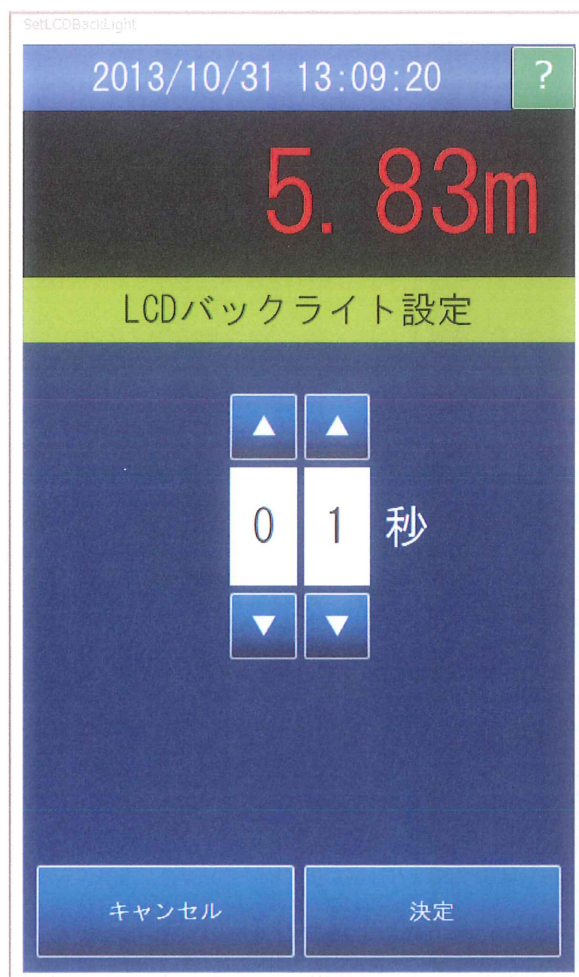 SetLCDBackLight
2013/10/31 13:09:20 ?
5.83m
LCDバックライト設定
▲ ▲
0 1 秒
▼ ▼
キャンセル 決定